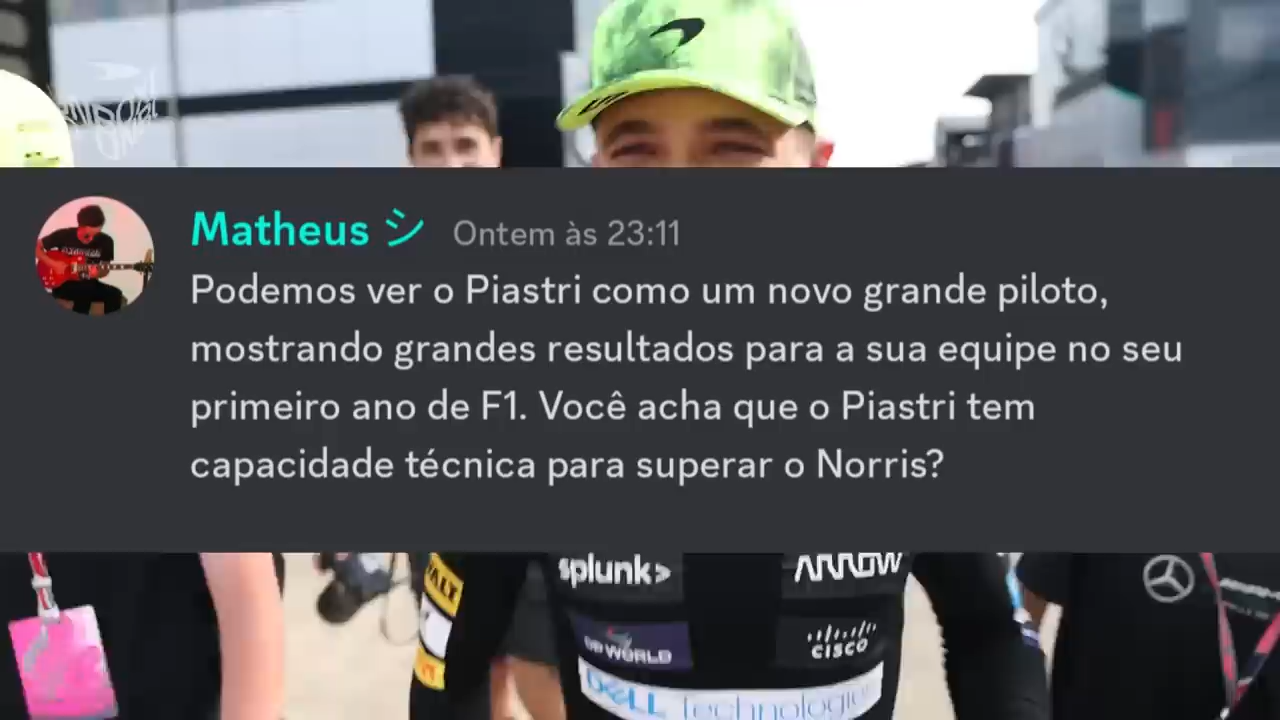 Matheus シ Ontem às 23:11
Podemos ver o Piastri como um novo grande piloto,
mostrando grandes resultados para a sua equipe no seu
primeiro ano de F1. Você acha que o Piastri tem
capacidade técnica para superar o Norris?
splunk>
ARROW
DP WORLD
CISCO
DELL Technologies